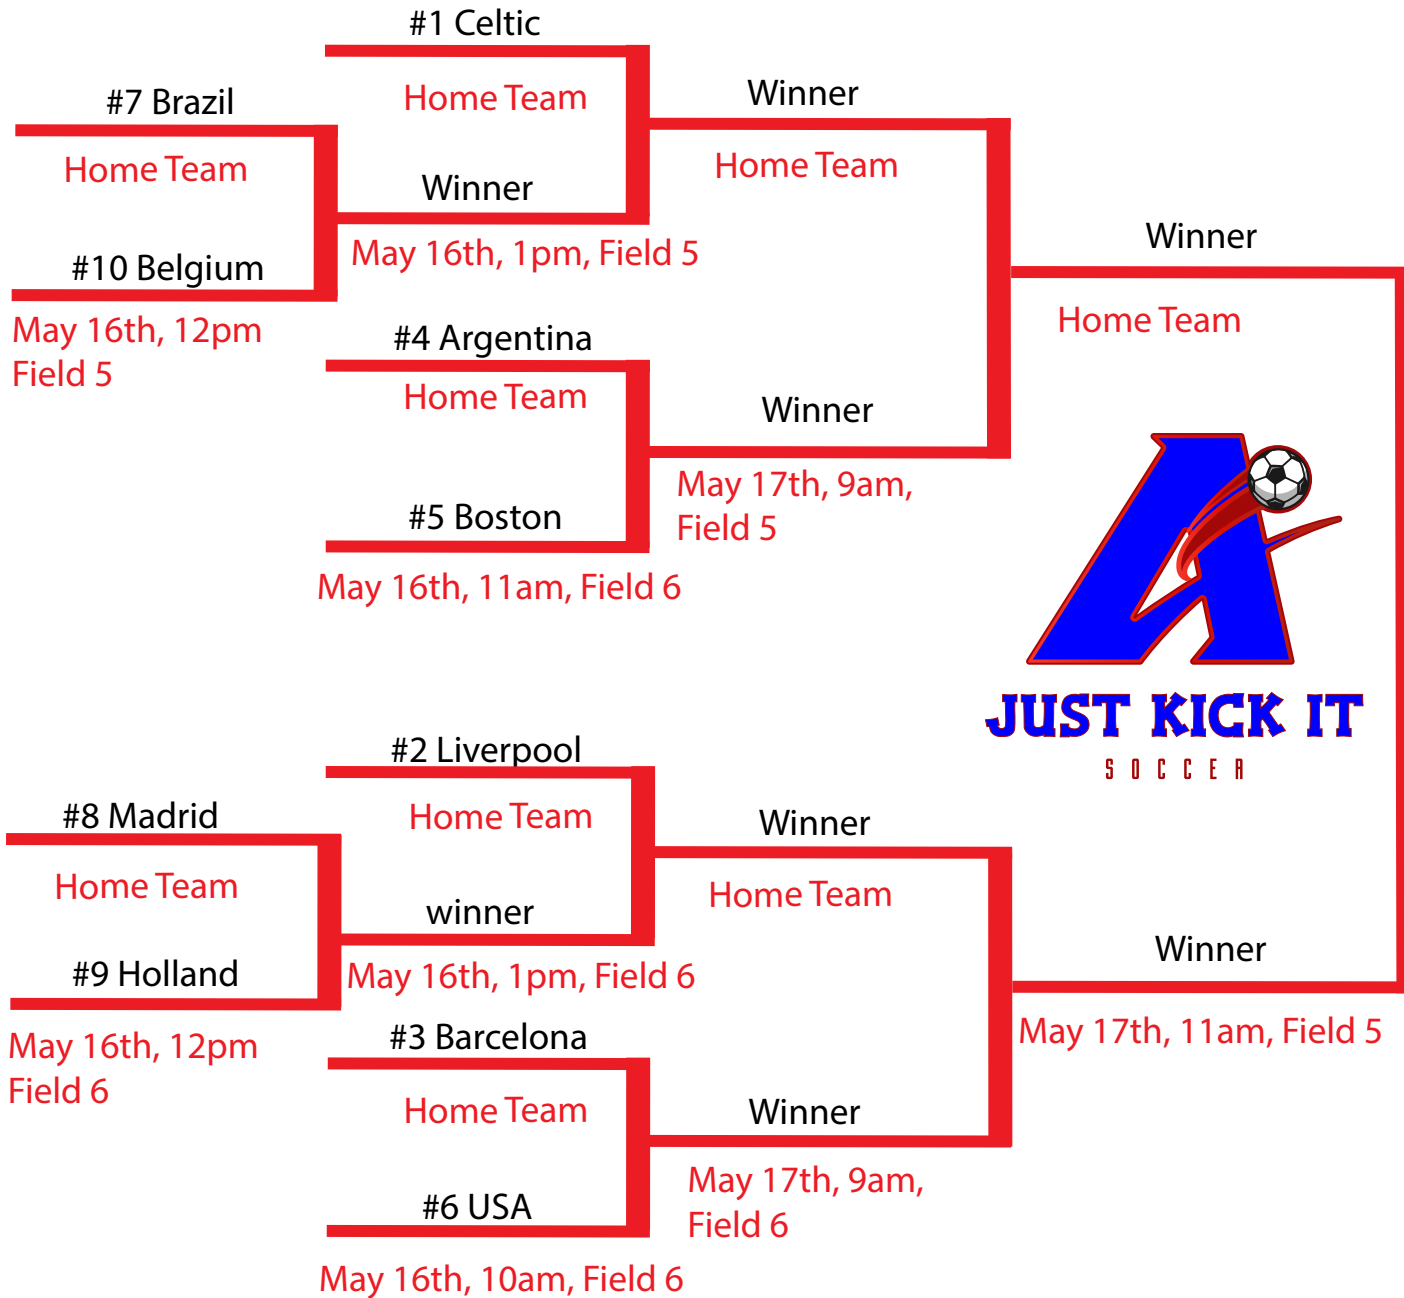 #1 Celtic
Home Team
Winner
May 16th, 1pm, Field 5
#7 Brazil
Home Team
#10 Belgium
May 16th, 12pm
Field 5
#4 Argentina
Home Team
#5 Boston
May 16th, 11am, Field 6
Winner
Home Team
Winner
May 17th, 9am,
Field 5
Winner
Home Team
JUST KICK IT
SOCCER
#2 Liverpool
Home Team
winner
May 16th, 1pm, Field 6
#8 Madrid
Home Team
#9 Holland
May 16th, 12pm
Field 6
#3 Barcelona
Home Team
#6 USA
May 16th, 10am, Field 6
Winner
Home Team
Winner
May 17th, 9am,
Field 6
Winner
May 17th, 11am, Field 5